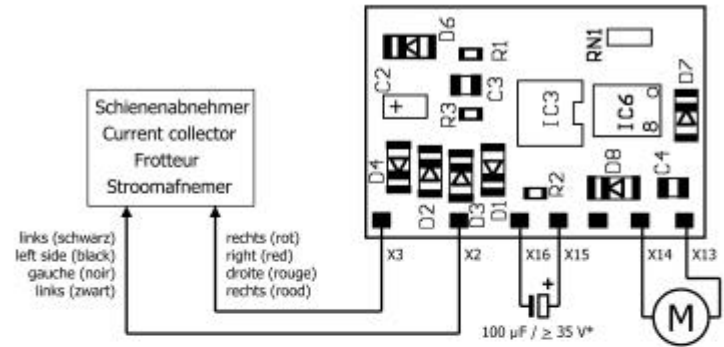 Schienenabnehmer
Current collector
Frotteur
Stroomafnemer
links (schwarz)
left side (black)
gauche (noir)
links (zwart)
rechts (rot)
right (red)
droite (rouge)
rechts (rood)
D6
R1
RN1
C2
C3
D7
R3
IC3
IC6
8
D4
D2
D3
D1
R2
D8
C4
X3
X2
X16
X15
X14
X13
+
+
100 µF / ≥ 35 V*
M